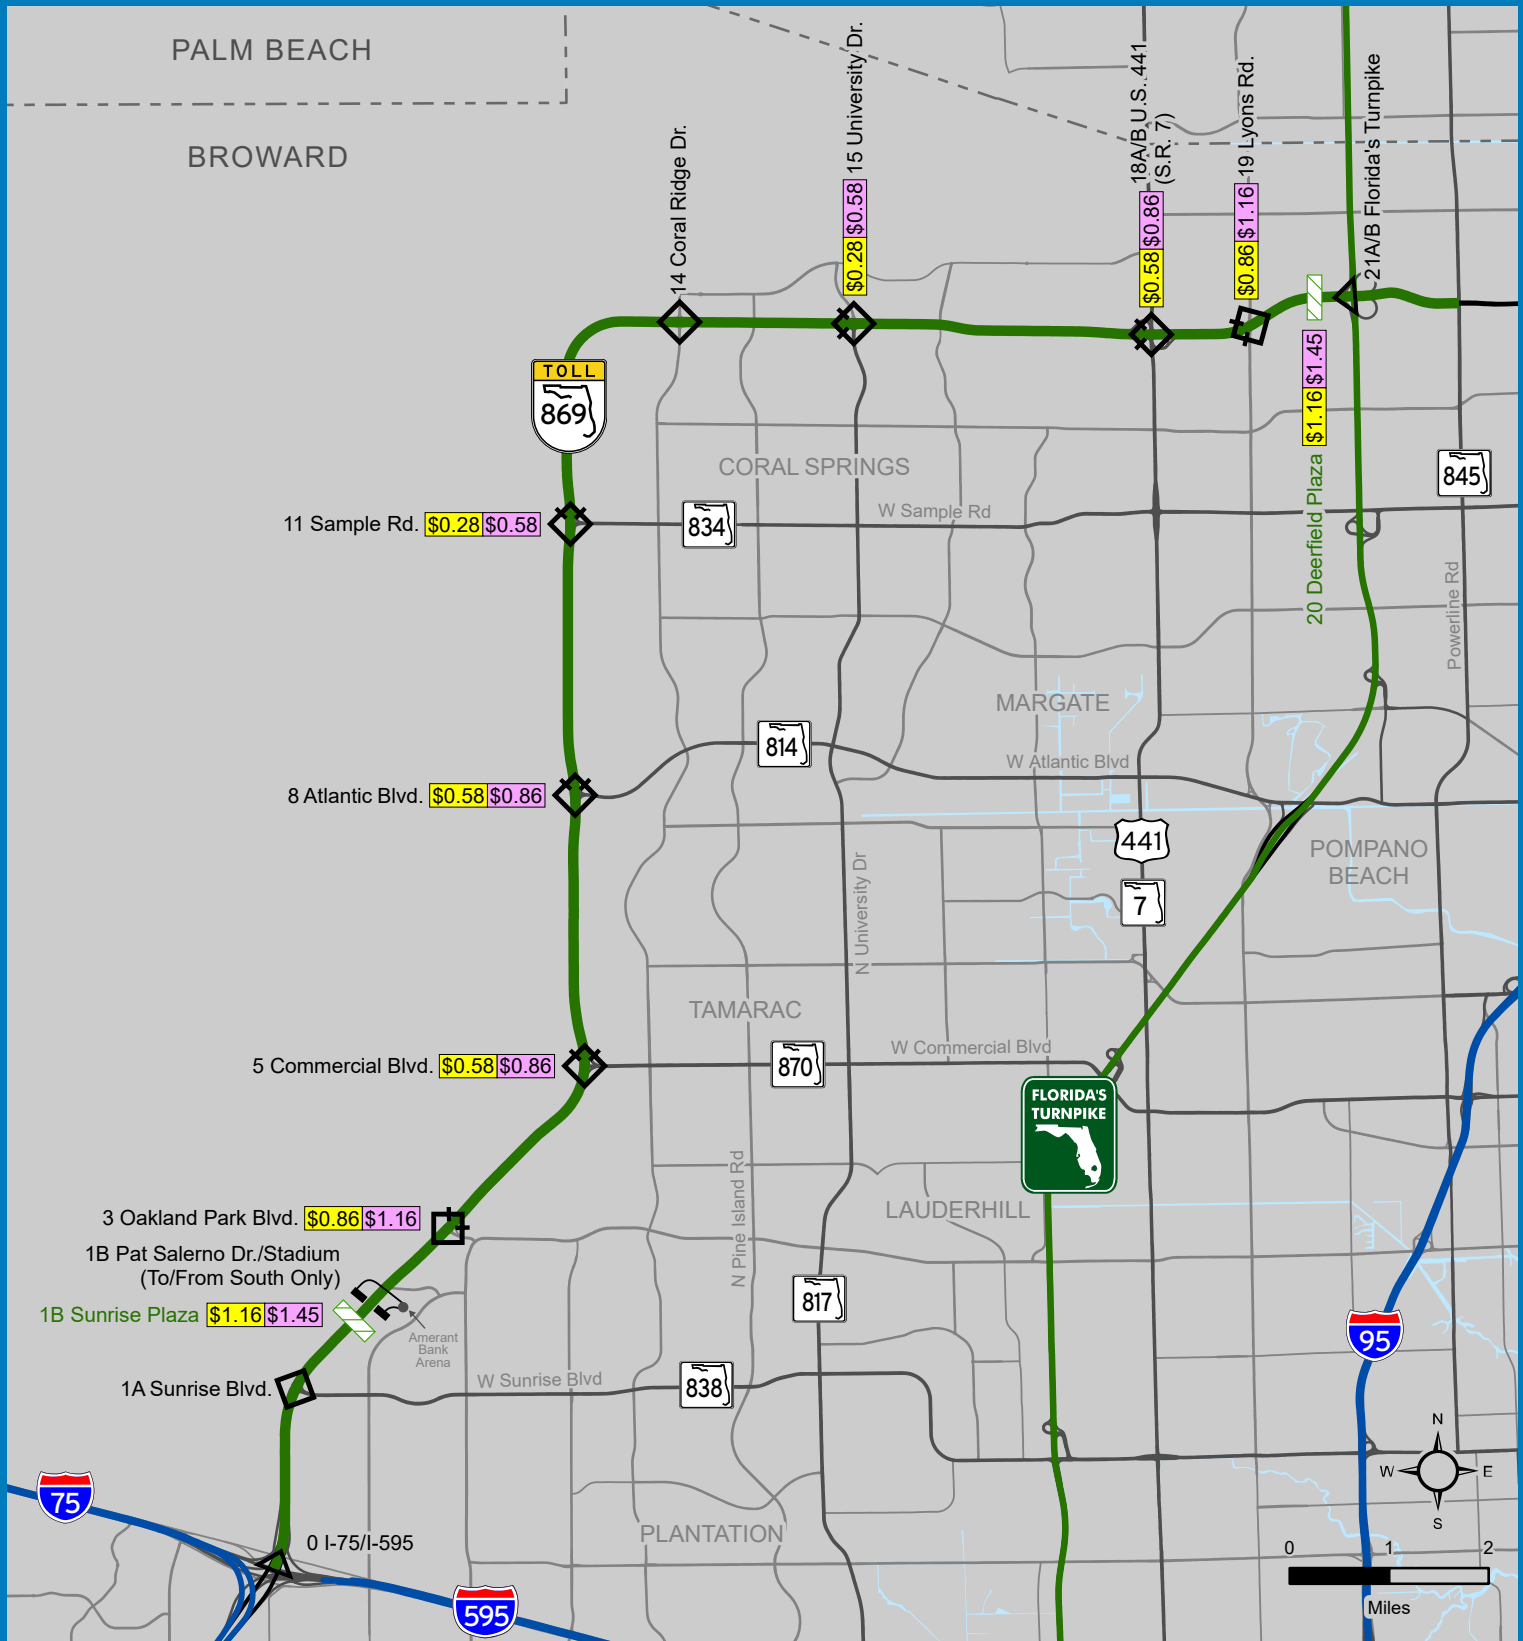 PALM BEACH
BROWARD
14 Coral Ridge Dr.
15 University Dr.
$0.28 $0.58
18A/B U.S. 441
(S.R. 7)
$0.58 $0.86
19 Lyons Rd.
$0.86 $1.16
21A/B Florida's Turnpike
20 Deerfield Plaza
$1.16 $1.45
TOLL
869
CORAL SPRINGS
845
11 Sample Rd. $0.28 $0.58
834
W Sample Rd
Powerline Rd
MARGATE
814
W Atlantic Blvd
8 Atlantic Blvd. $0.58 $0.86
441
POMPANO
BEACH
7
N University Dr
TAMARAC
W Commercial Blvd
5 Commercial Blvd. $0.58 $0.86
870
FLORIDA'S
TURNPIKE
N Pine Island Rd
LAUDERHILL
3 Oakland Park Blvd. $0.86 $1.16
1B Pat Salerno Dr./Stadium
(To/From South Only)
1B Sunrise Plaza $1.16 $1.45
Amerant
Bank
Arena
817
95
1A Sunrise Blvd.
W Sunrise Blvd
838
N
W E
S
75
0 I-75/I-595
PLANTATION
595
0 1 2
Miles